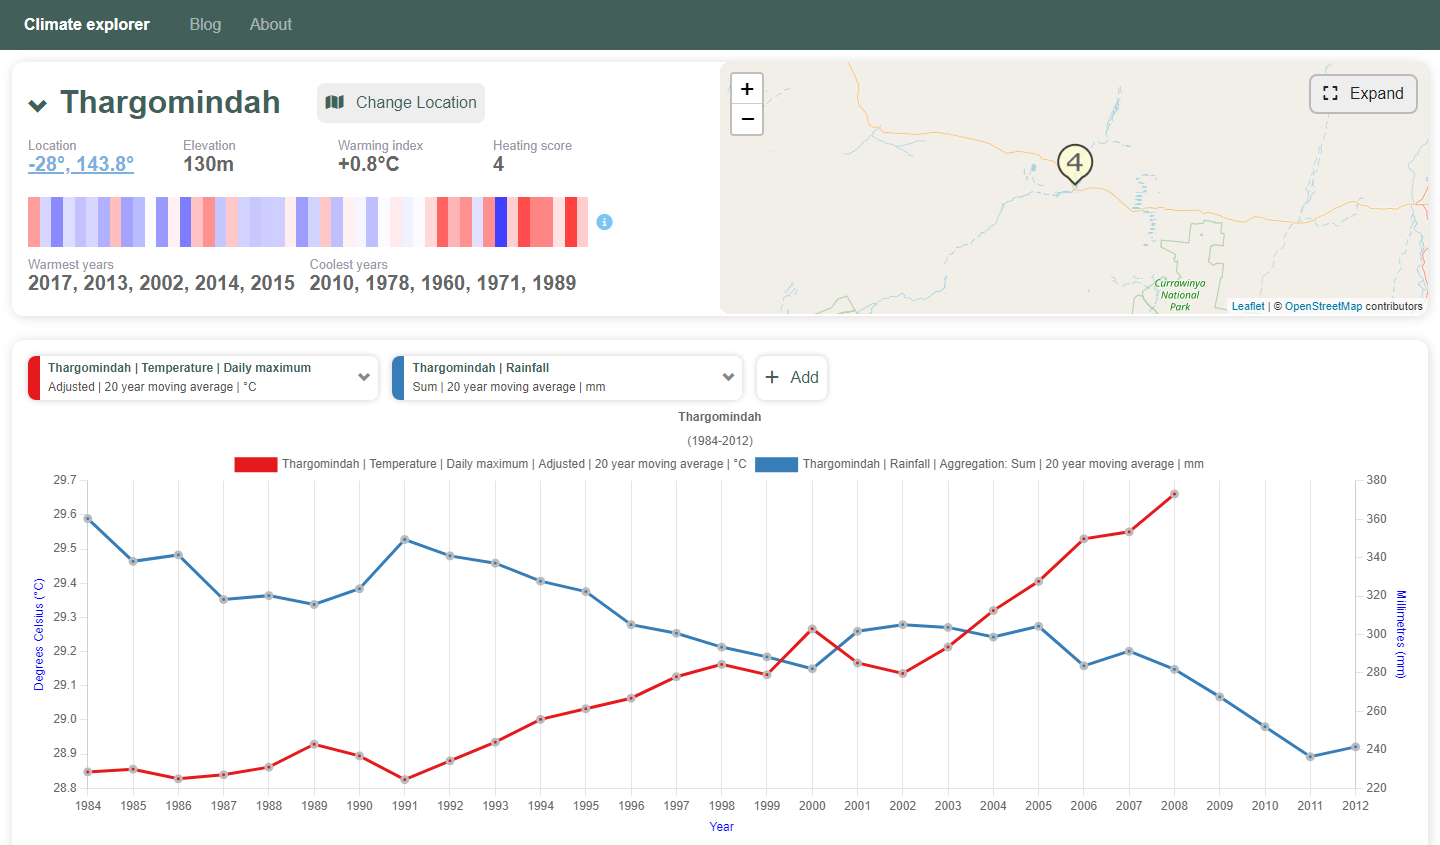 Climate explorer Blog About
Thargomindah Change Location
Location Elevation Warming index Heating score
-28°, 143.8° 130m +0.8°C 4
Warmest years Coolest years
2017, 2013, 2002, 2014, 2015 2010, 1978, 1960, 1971, 1989
+
−
Expand
4
Currawinya
National
Park
Leaflet | © OpenStreetMap contributors
Thargomindah | Temperature | Daily maximum
Adjusted | 20 year moving average | °C
Thargomindah | Rainfall
Sum | 20 year moving average | mm
+ Add
Thargomindah
(1984-2012)
Thargomindah | Temperature | Daily maximum | Adjusted | 20 year moving average | °C Thargomindah | Rainfall | Aggregation: Sum | 20 year moving average | mm
Degrees Celsius (°C)
29.7
29.6
29.5
29.4
29.3
29.2
29.1
29.0
28.9
28.8
380
360
340
320
300
280
260
240
220
Millimetres (mm)
1984 1985 1986 1987 1988 1989 1990 1991 1992 1993 1994 1995 1996 1997 1998 1999 2000 2001 2002 2003 2004 2005 2006 2007 2008 2009 2010 2011 2012
Year